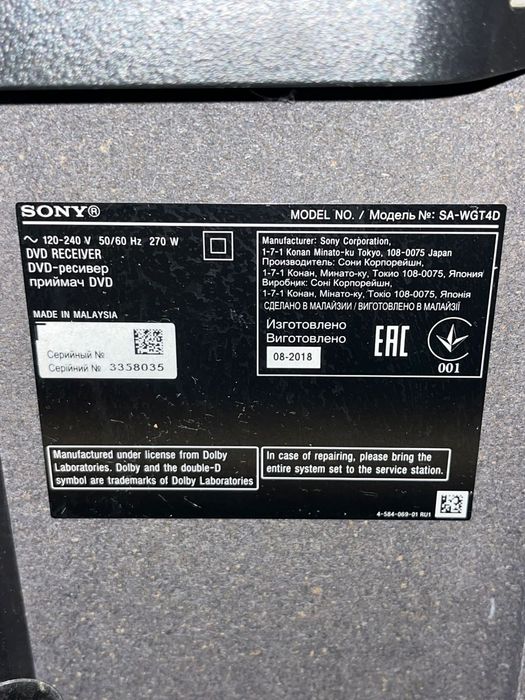 SONY®
MODEL NO. / Модель №: SA-WGT4D
~ 120-240 V 50/60 Hz 270 W
DVD RECEIVER
DVD-ресивер
приймач DVD
MADE IN MALAYSIA
Серийный №
Серійний № 3358035
Manufacturer: Sony Corporation,
1-7-1 Konan Minato-ku Tokyo, 108-0075 Japan
Производитель: Сони Корпорейшн,
1-7-1 Конан, Минато-ку, Токио 108-0075, Япония
Виробник: Соні Корпорейшн,
1-7-1 Конан, Мінато-ку, Токіо 108-0075, Японія
СДЕЛАНО В МАЛАЙЗИИ / ВИГОТОВЛЕНО В МАЛАЙЗІЇ
Изготовлено
Виготовлено
08-2018
EAC
001
Manufactured under license from Dolby
Laboratories. Dolby and the double-D
symbol are trademarks of Dolby Laboratories
In case of repairing, please bring the
entire system set to the service station.
4-584-069-01 RU1